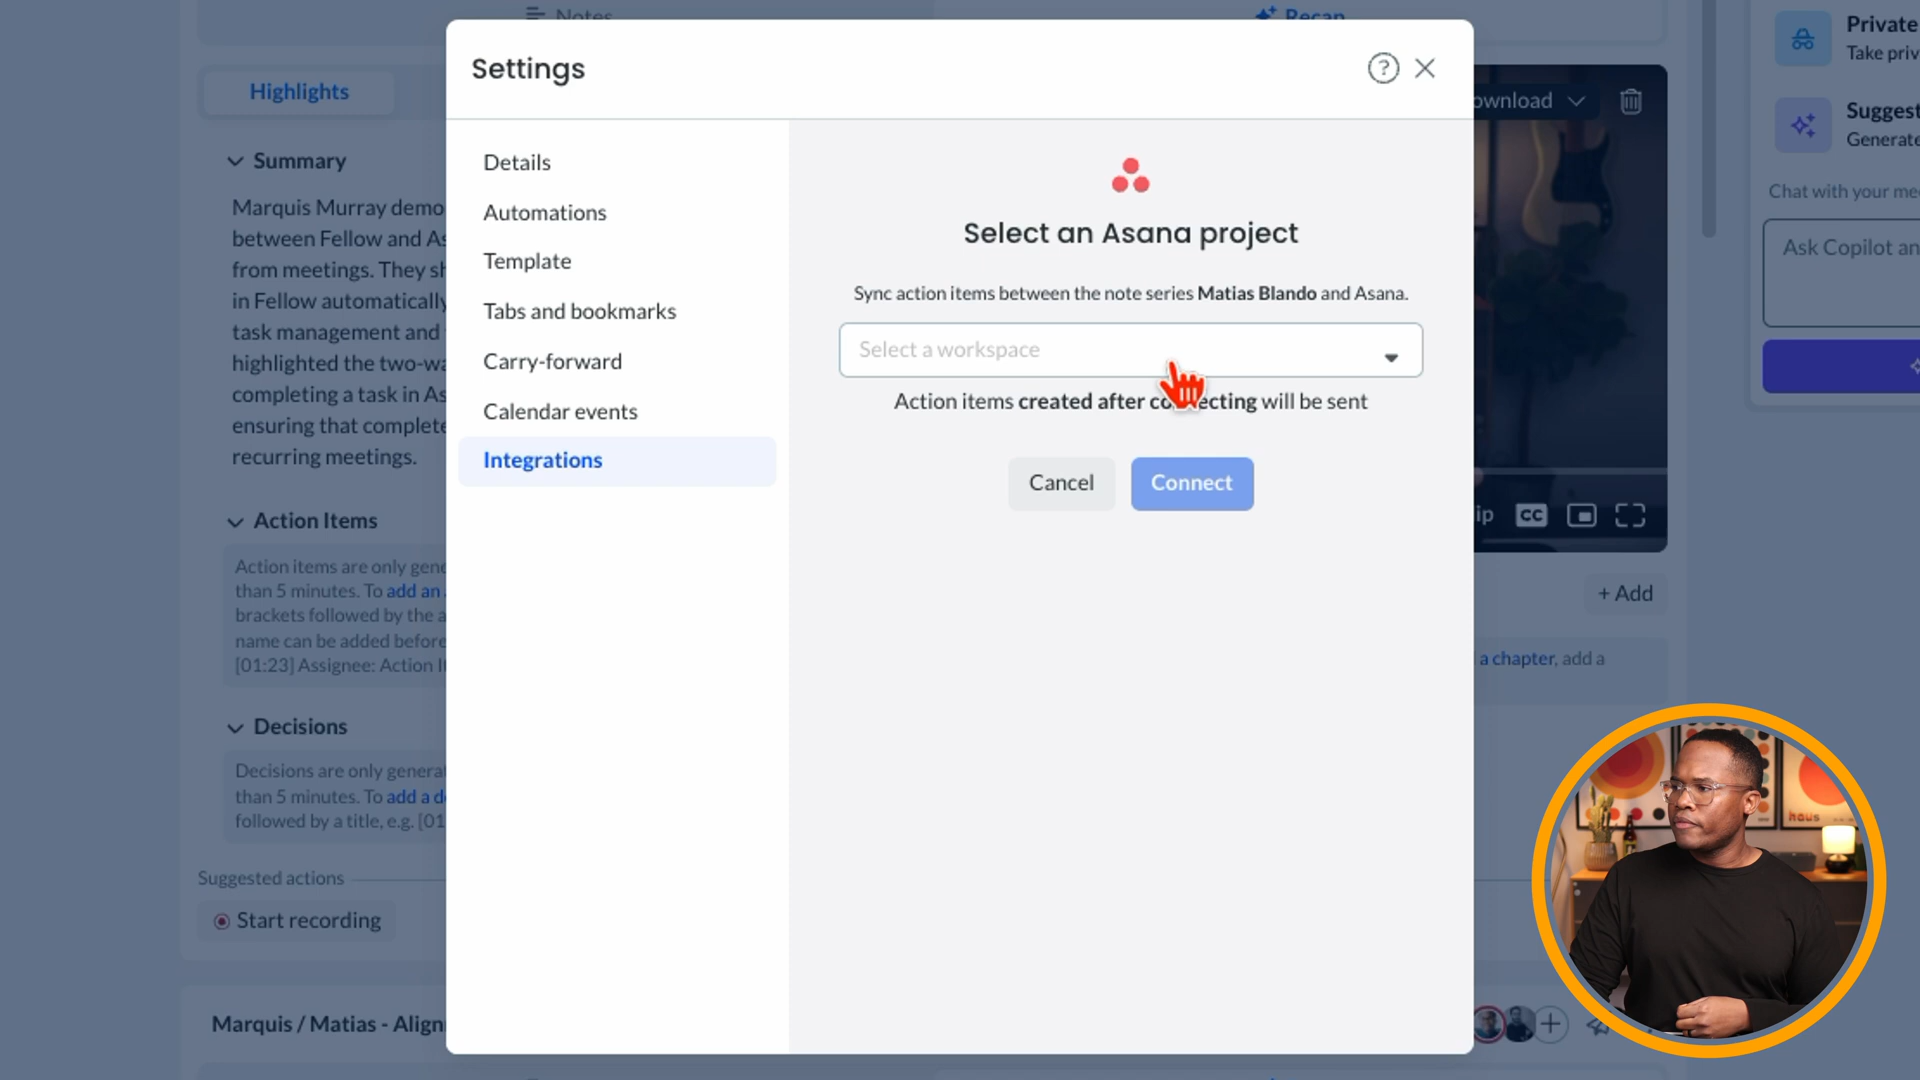 Notes
Recap
Settings
?
Private
Take priv
Highlights
ownload
Suggest
Generate
Details
Select an Asana project
Summary
Automations
Chat with your me
Marquis Murray demo
between Fellow and As
from meetings. They sh
in Fellow automatically
task management and
highlighted the two-wa
completing a task in As
ensuring that complete
recurring meetings.
Template
Tabs and bookmarks
Carry-forward
Calendar events
Integrations
Sync action items between the note series Matias Blando and Asana.
Select a workspace
Action items created after co ecting will be sent
Cancel
Connect
Ask Copilot an
ip
CC
Action Items
Action items are only gene
than 5 minutes. To add an
brackets followed by the a
name can be added before
[01:23] Assignee: Action It
+ Add
a chapter, add a
Decisions
Decisions are only generat
than 5 minutes. To add a de
followed by a title, e.g. [01
haus
Suggested actions
Start recording
Marquis / Matias - Alignn